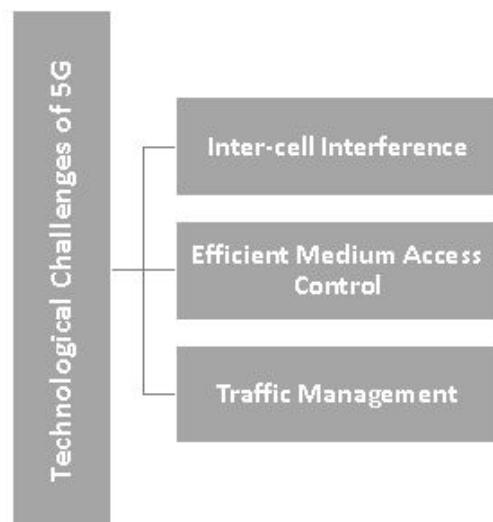 Technological Challenges of 5G
Inter-cell Interference
Efficient Medium Access
Control
Traffic Management